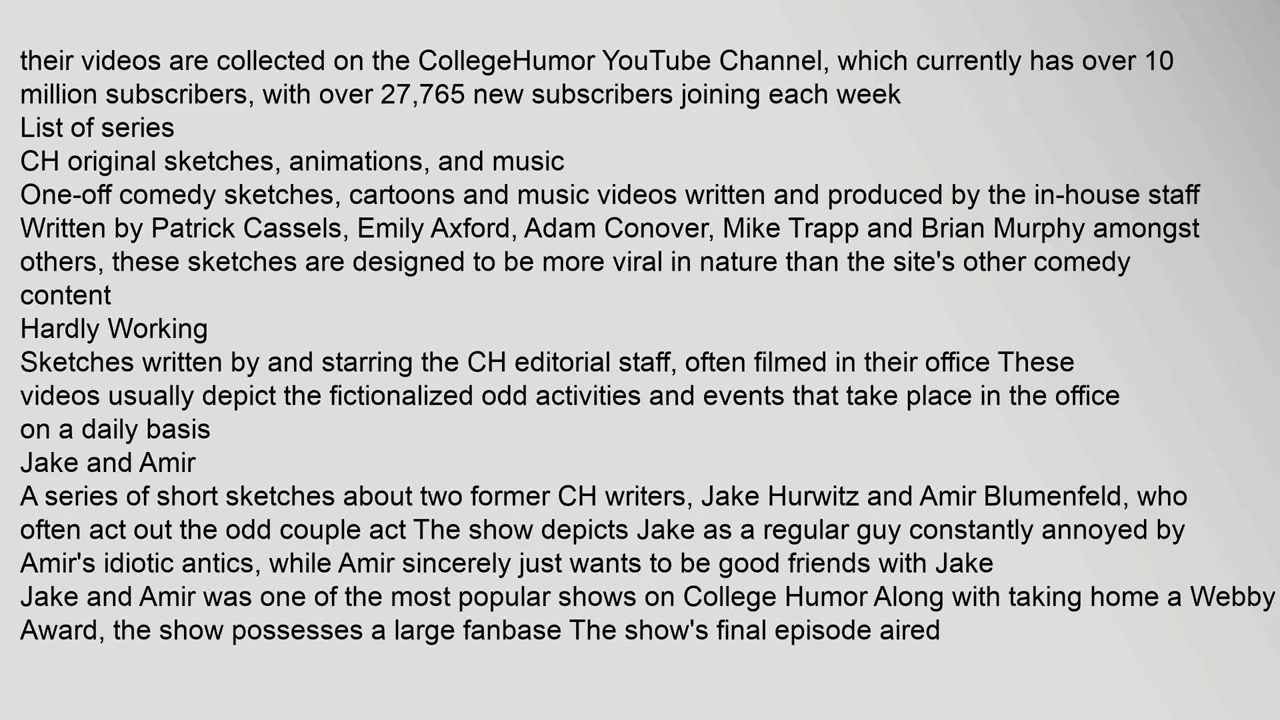 their videos are collected on the CollegeHumor YouTube Channel, which currently has over 10
million subscribers, with over 27,765 new subscribers joining each week
List of series
CH original sketches, animations, and music
One-off comedy sketches, cartoons and music videos written and produced by the in-house staff
Written by Patrick Cassels, Emily Axford, Adam Conover, Mike Trapp and Brian Murphy amongst
others, these sketches are designed to be more viral in nature than the site's other comedy
content
Hardly Working
Sketches written by and starring the CH editorial staff, often filmed in their office These
videos usually depict the fictionalized odd activities and events that take place in the office
on a daily basis
Jake and Amir
A series of short sketches about two former CH writers, Jake Hurwitz and Amir Blumenfeld, who
often act out the odd couple act The show depicts Jake as a regular guy constantly annoyed by
Amir's idiotic antics, while Amir sincerely just wants to be good friends with Jake
Jake and Amir was one of the most popular shows on College Humor Along with taking home a Webby
Award, the show possesses a large fanbase The show's final episode aired